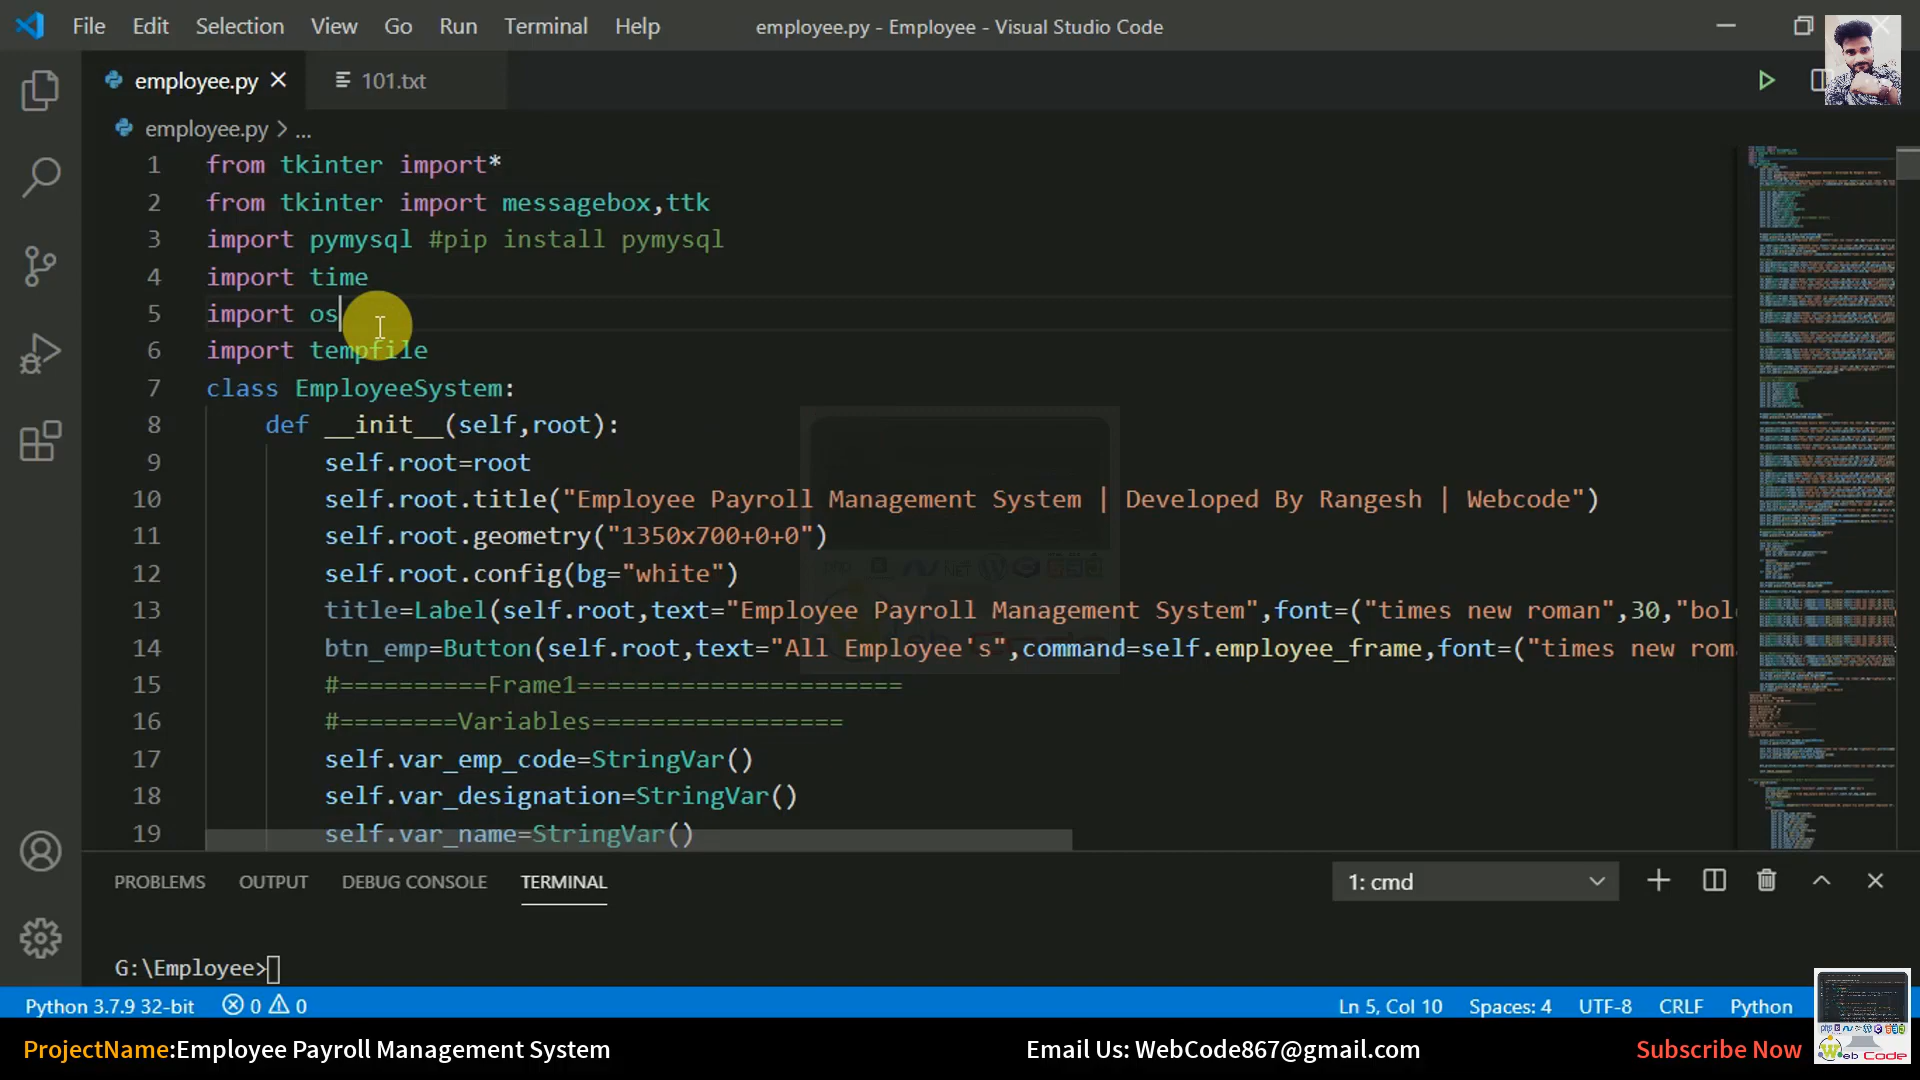 File Edit Selection View Go Run Terminal Help employee.py - Employee - Visual Studio Code
employee.py 101.txt
employee.py > ...
1 from tkinter import*
2 from tkinter import messagebox,ttk
3 import pymysql #pip install pymysql
4 import time
5 import os
6 import tempfile
7 class EmployeeSystem:
8 def __init__(self,root):
9 self.root=root
10 self.root.title("Employee Payroll Management System | Developed By Rangesh | Webcode")
11 self.root.geometry("1350x700+0+0")
12 self.root.config(bg="white")
13 title=Label(self.root,text="Employee Payroll Management System",font=("times new roman",30,"bol
14 btn_emp=Button(self.root,text="All Employee's",command=self.employee_frame,font=("times new rom
15 #==========Frame1======================
16 #========Variables=================
17 self.var_emp_code=StringVar()
18 self.var_designation=StringVar()
19 self.var_name=StringVar()
PROBLEMS OUTPUT DEBUG CONSOLE TERMINAL 1: cmd
G:\Employee>
Python 3.7.9 32-bit 0 0 Ln 5, Col 10 Spaces: 4 UTF-8 CRLF Python
ProjectName:Employee Payroll Management System Email Us: WebCode867@gmail.com Subscribe Now
Web Code